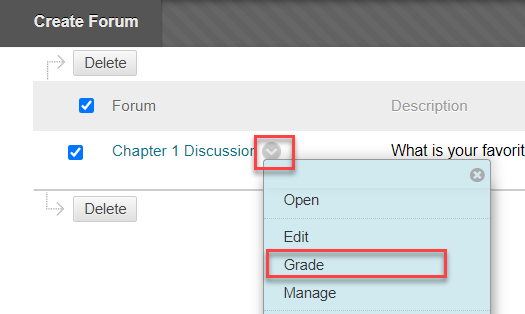 Create Forum
Delete
Forum Description
Chapter 1 Discussion What is your favorit
Delete
Open
Edit
Grade
Manage